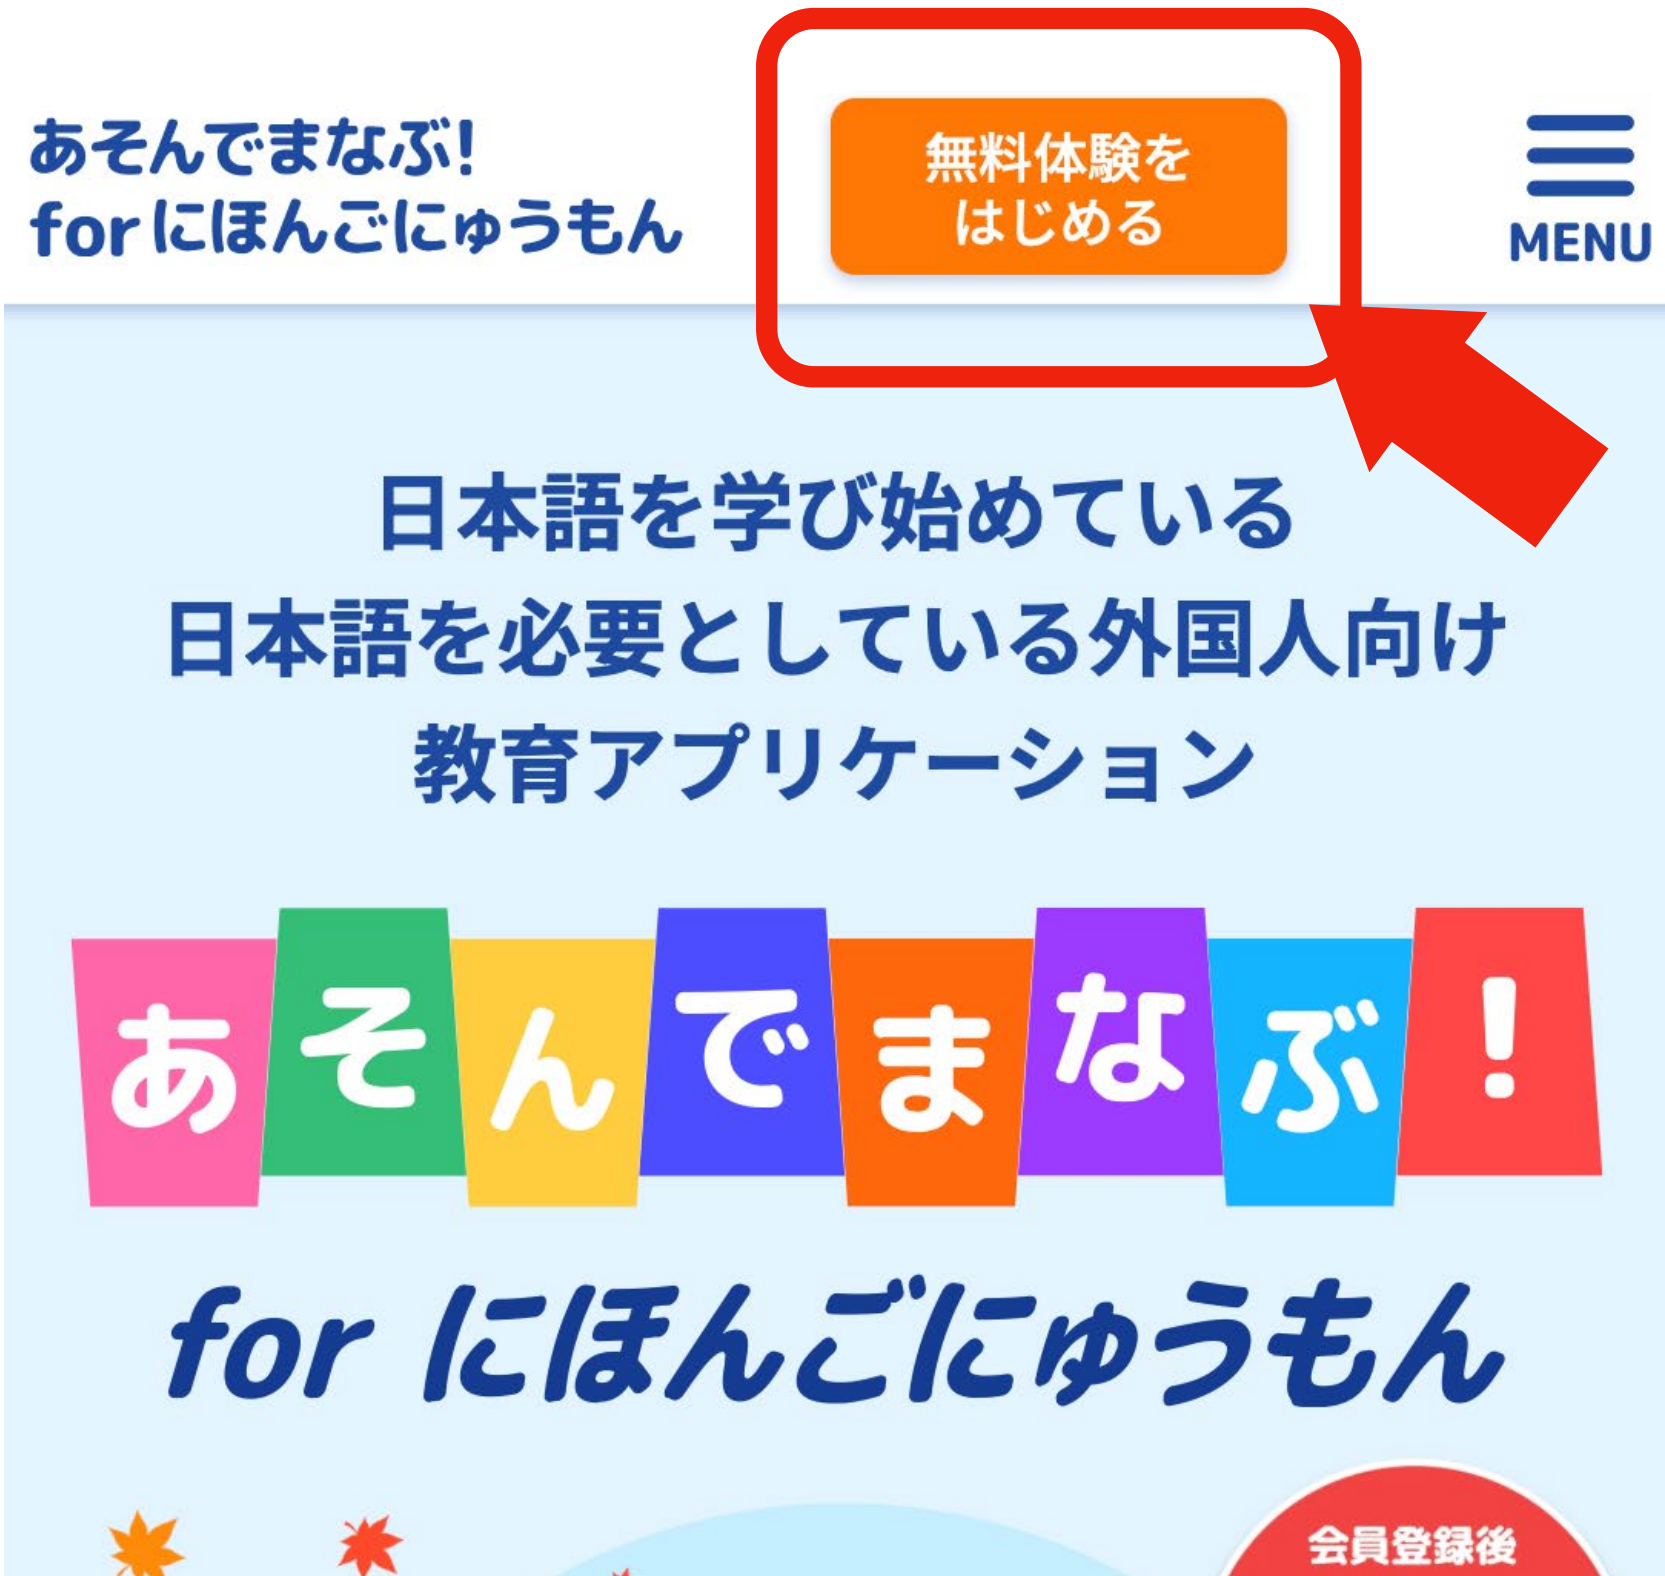 あそんでまなぶ!
forにほんごにゅうもん
無料体験を
はじめる
MENU
日本語を学び始めている
日本語を必要としている外国人向け
教育アプリケーション
あそんでまなぶ!
for にほんごにゅうもん
会員登録後